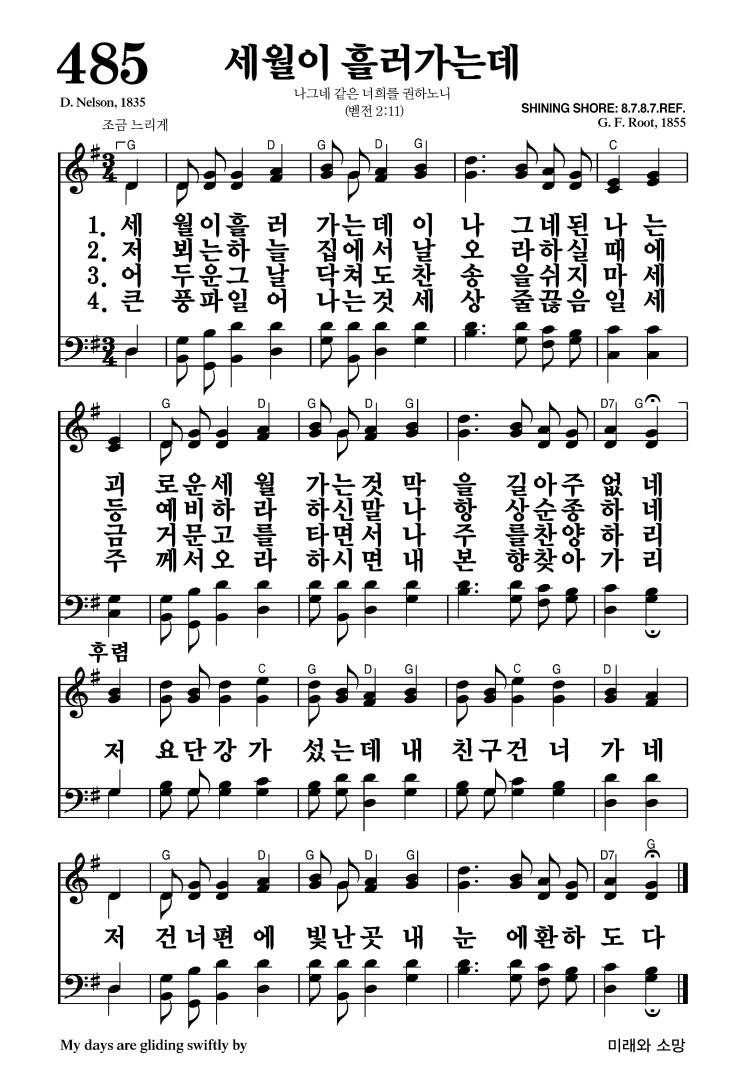 485
세월이 흘러가는데
나그네 같은 너희를 권하노니
(벧전 2:11)
D. Nelson, 1835
SHINING SHORE: 8.7.8.7.REF.
G. F. Root, 1855
조금 느리게
G D G D G C
1. 세 월이흘 러 가는데 이 나 그네된 나 는
2. 저 뵈는하 늘 집에서 날 오 라하실 때 에
3. 어 두운그 날 닥쳐도 찬 송 을쉬지 마 세
4. 큰 풍파일 어 나는것 세 상 줄끊음 일 세
G D G D G D7 G
괴 로운세 월 가는것 막 을 길아주 없 네
등 예비하 라 하신말 나 항 상순종 하 네
금 거문고 를 타면서 나 주 를찬양 하 리
주 께서오 라 하시면 내 본 향찾아 가 리
후렴
G C G D G C G D
저 요단강 가 섰는데 내 친구건 너 가 네
G D G D G D7 G
저 건너편 에 빛난곳 내 눈 에환하 도 다
My days are gliding swiftly by
미래와 소망